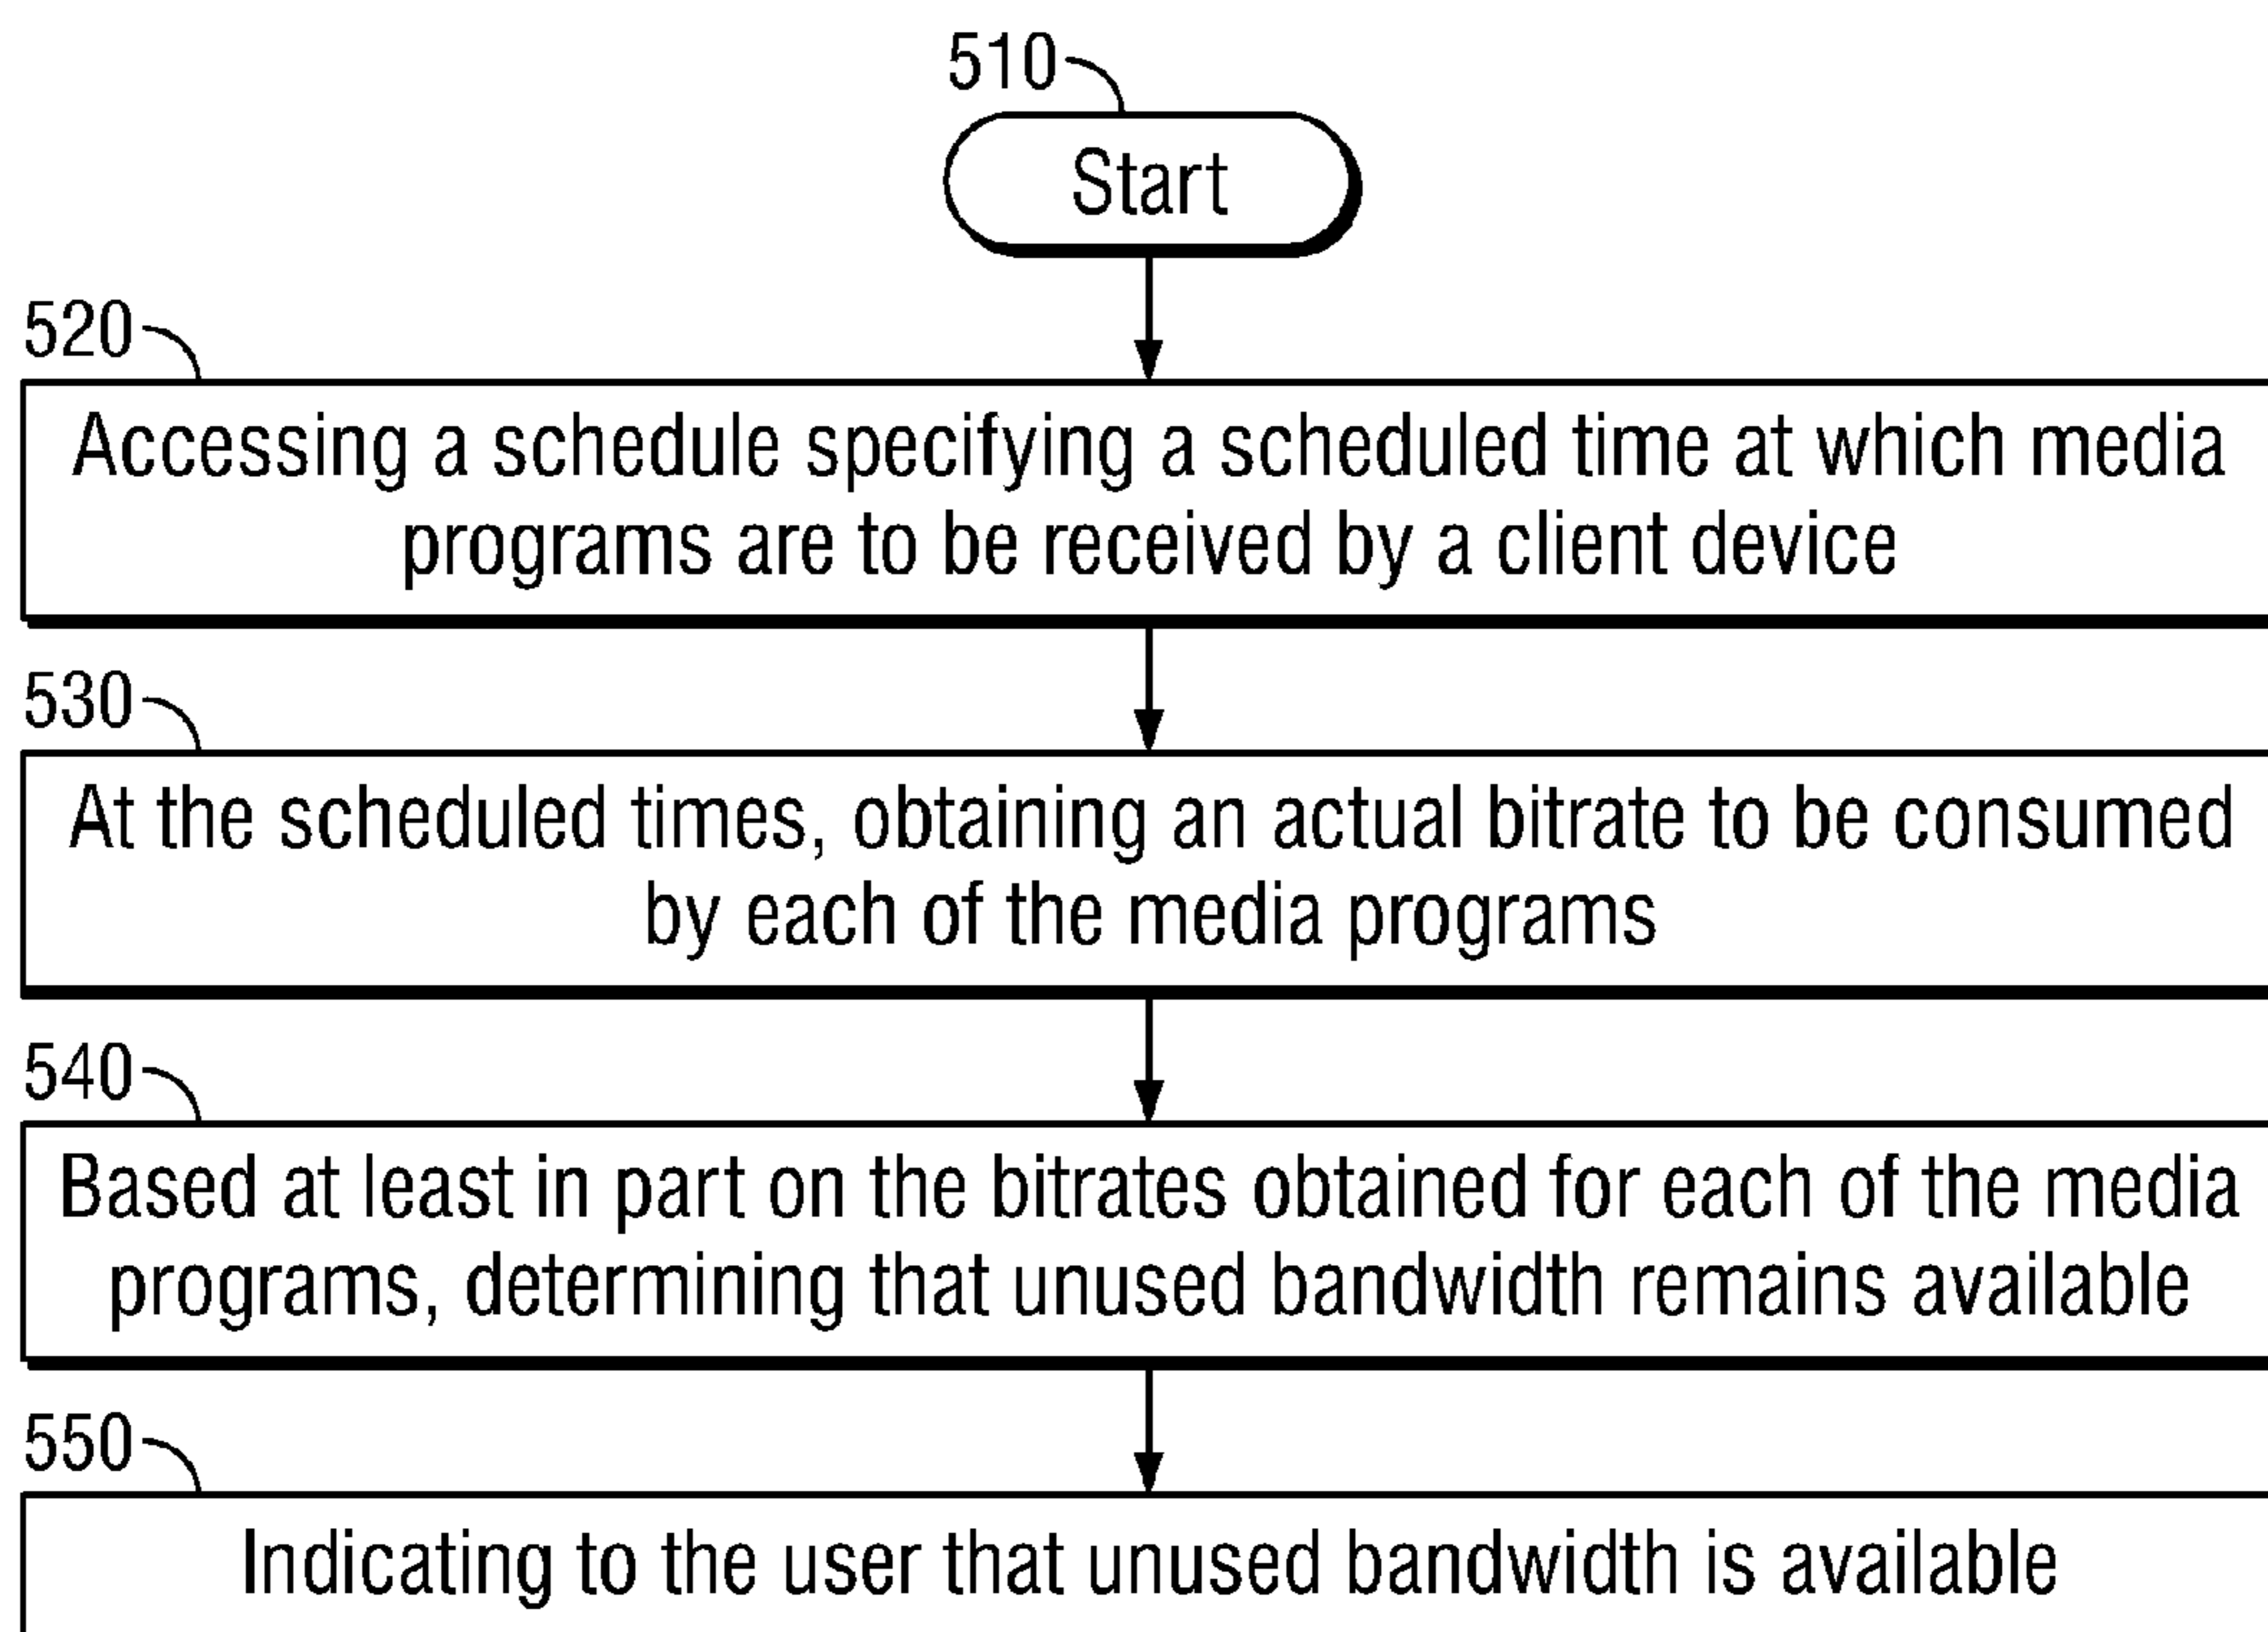 510
Start
520
Accessing a schedule specifying a scheduled time at which media
programs are to be received by a client device
530
At the scheduled times, obtaining an actual bitrate to be consumed
by each of the media programs
540
Based at least in part on the bitrates obtained for each of the media
programs, determining that unused bandwidth remains available
550
Indicating to the user that unused bandwidth is available